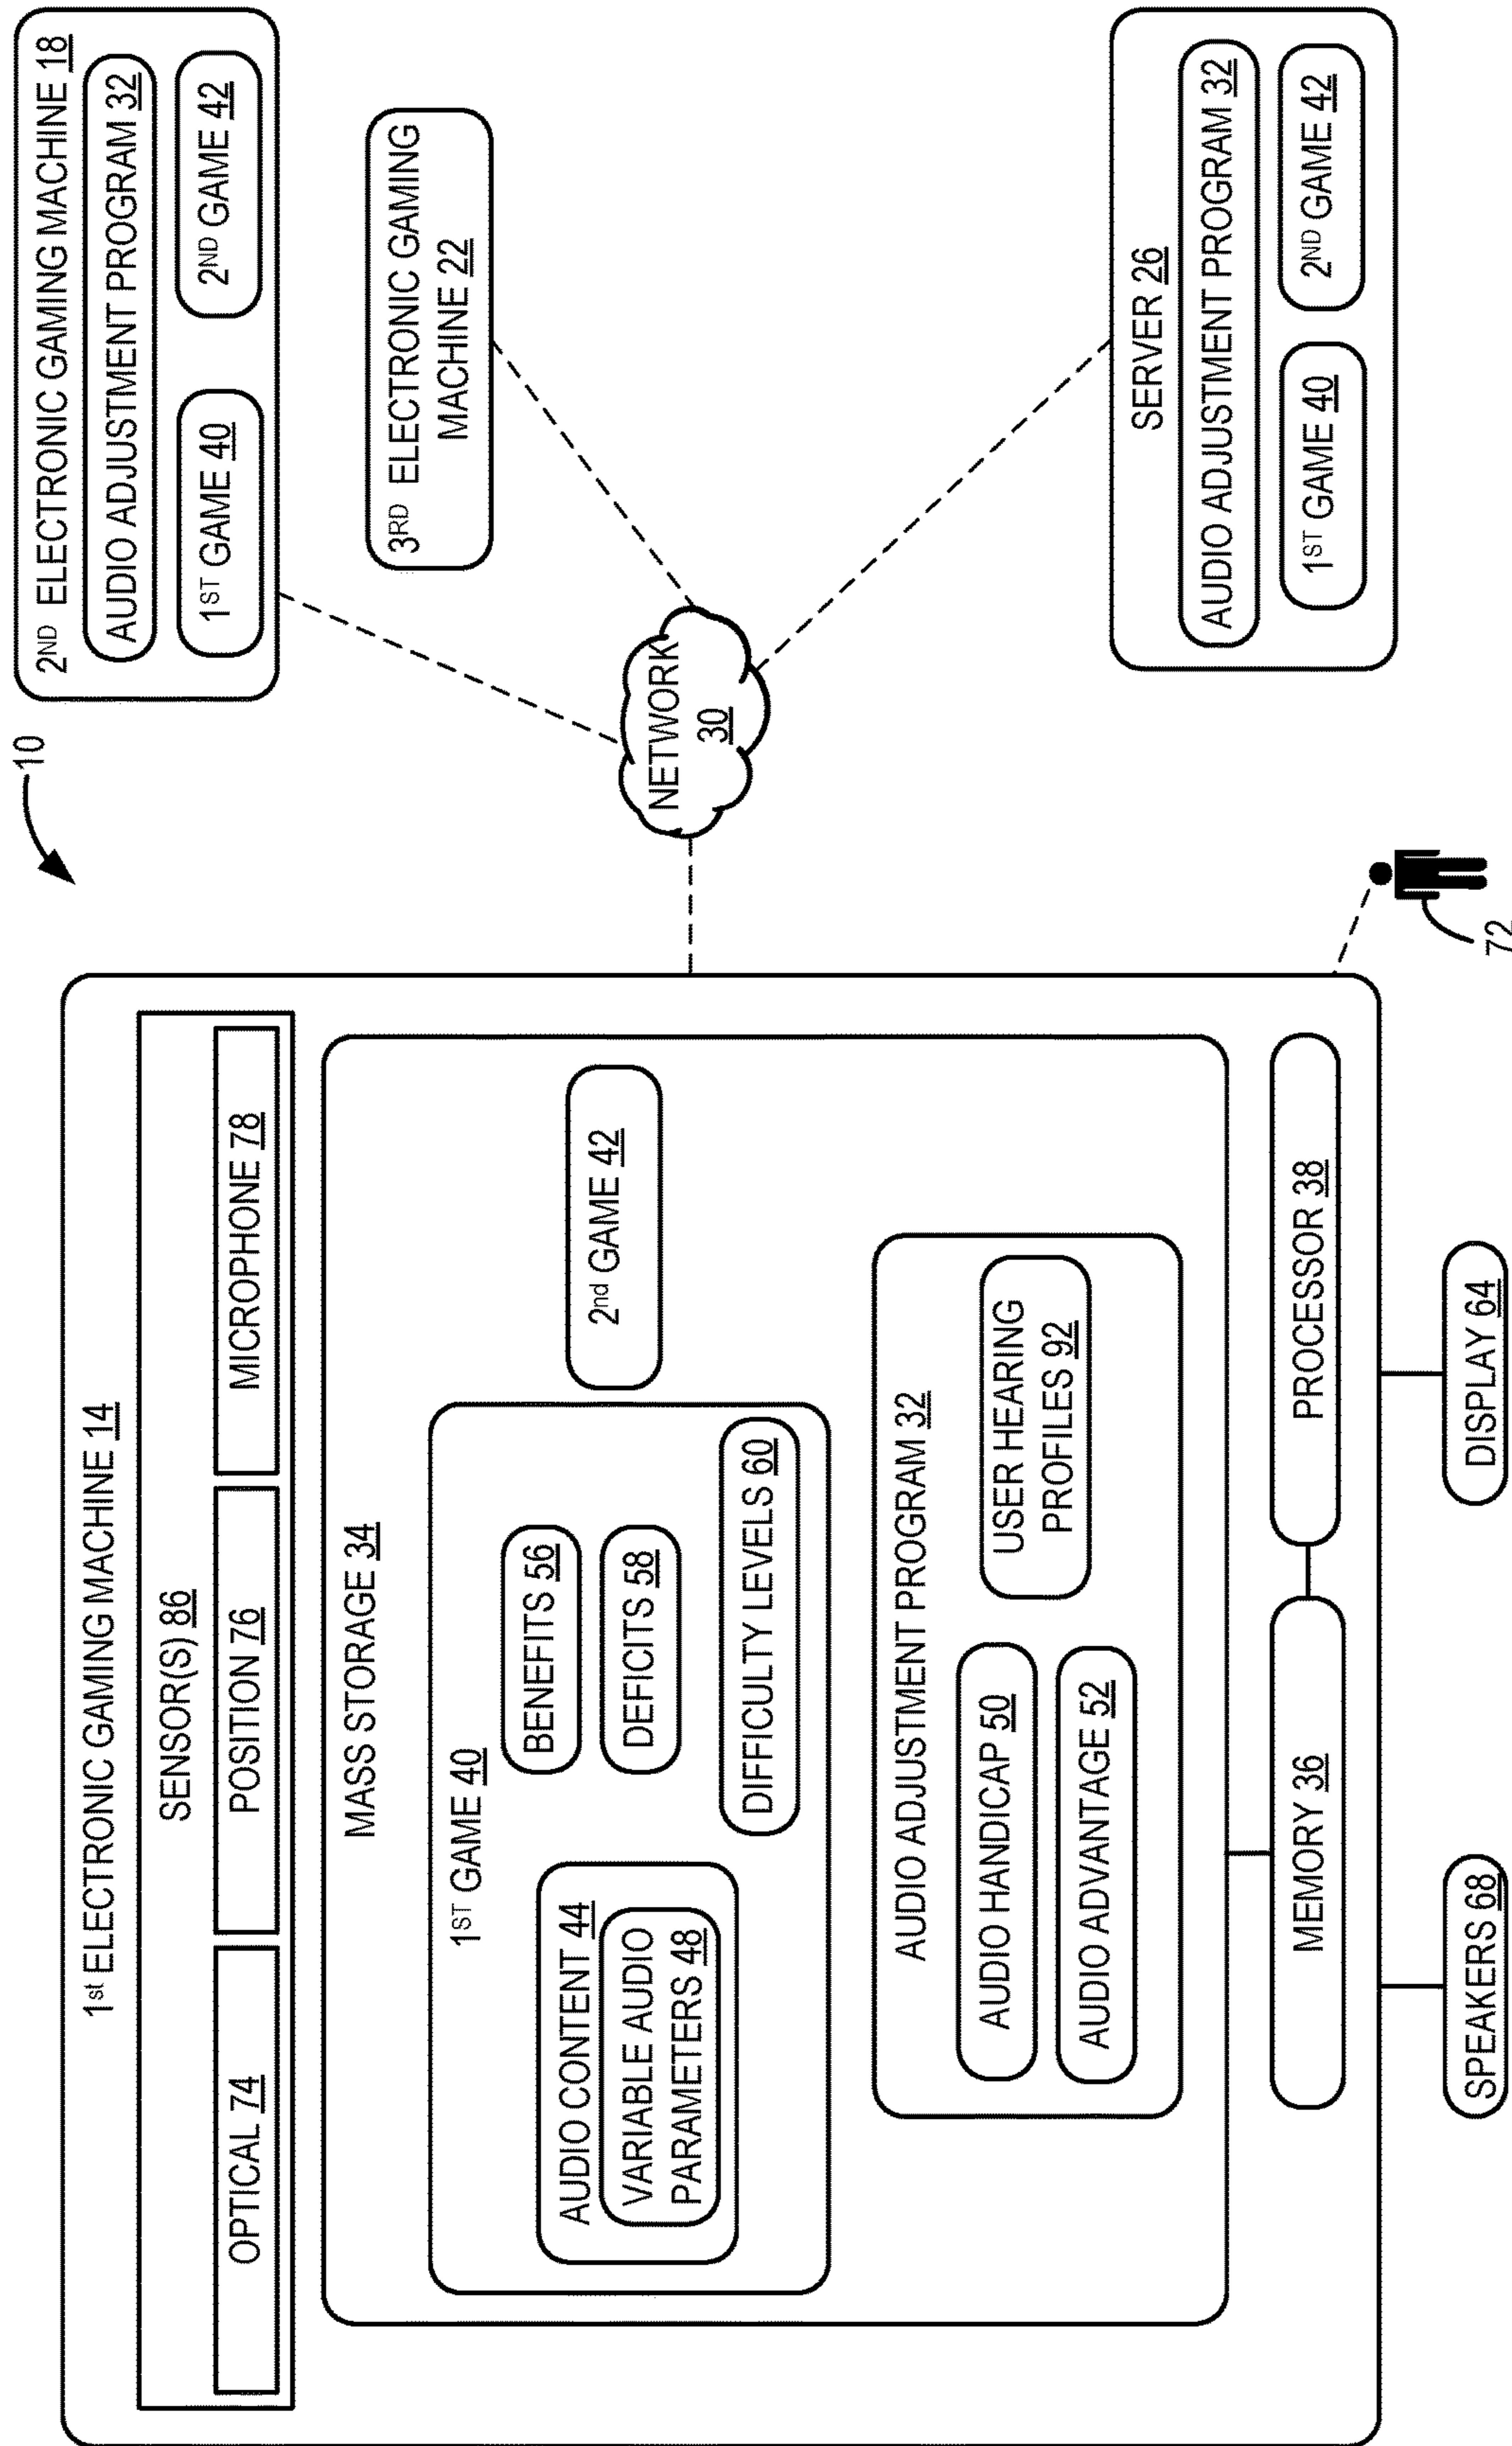 10
1st ELECTRONIC GAMING MACHINE 14
SENSOR(S) 86
OPTICAL 74
POSITION 76
MICROPHONE 78
MASS STORAGE 34
1ST GAME 40
AUDIO CONTENT 44
VARIABLE AUDIO
PARAMETERS 48
BENEFITS 56
DEFICITS 58
DIFFICULTY LEVELS 60
2nd GAME 42
AUDIO ADJUSTMENT PROGRAM 32
AUDIO HANDICAP 50
AUDIO ADVANTAGE 52
USER HEARING
PROFILES 92
MEMORY 36
PROCESSOR 38
SPEAKERS 68
DISPLAY 64
72
NETWORK
30
2ND ELECTRONIC GAMING MACHINE 18
AUDIO ADJUSTMENT PROGRAM 32
1ST GAME 40
2ND GAME 42
3RD ELECTRONIC GAMING
MACHINE 22
SERVER 26
AUDIO ADJUSTMENT PROGRAM 32
1ST GAME 40
2ND GAME 42